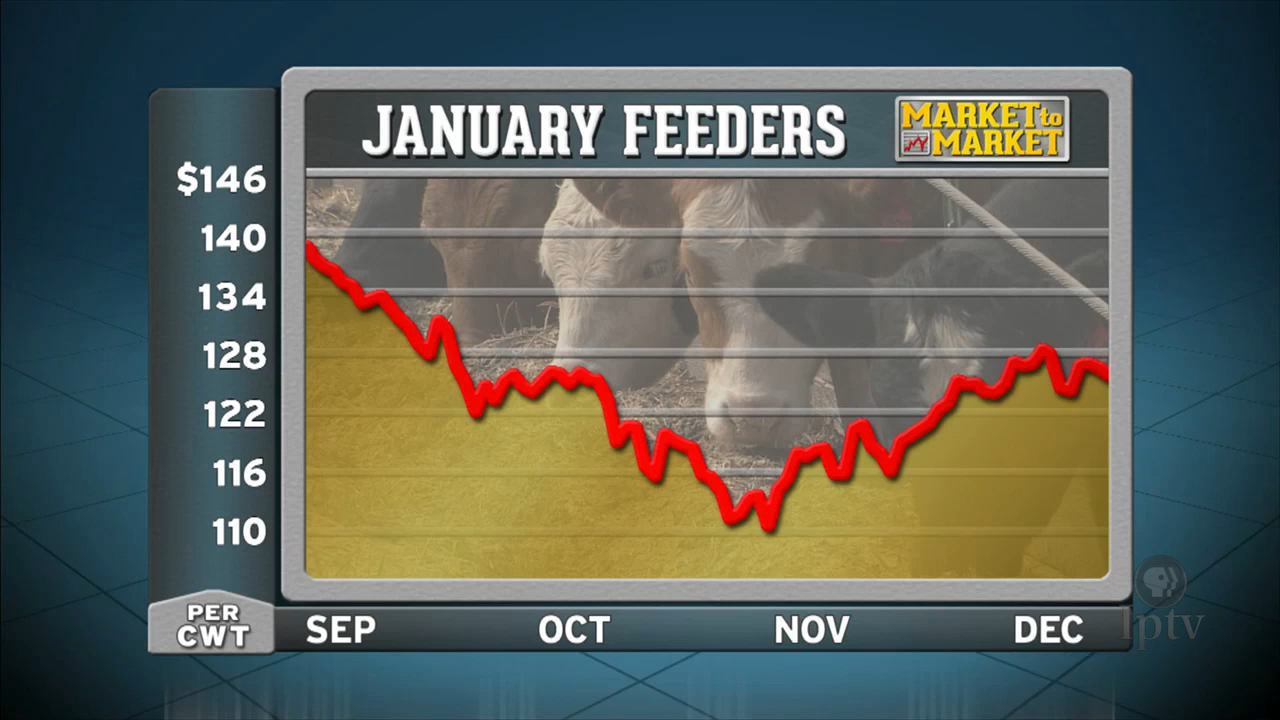 JANUARY FEEDERS
MARKET to
MARKET
$146
140
134
128
122
116
110
PER
CWT
SEP OCT NOV DEC
Iptv